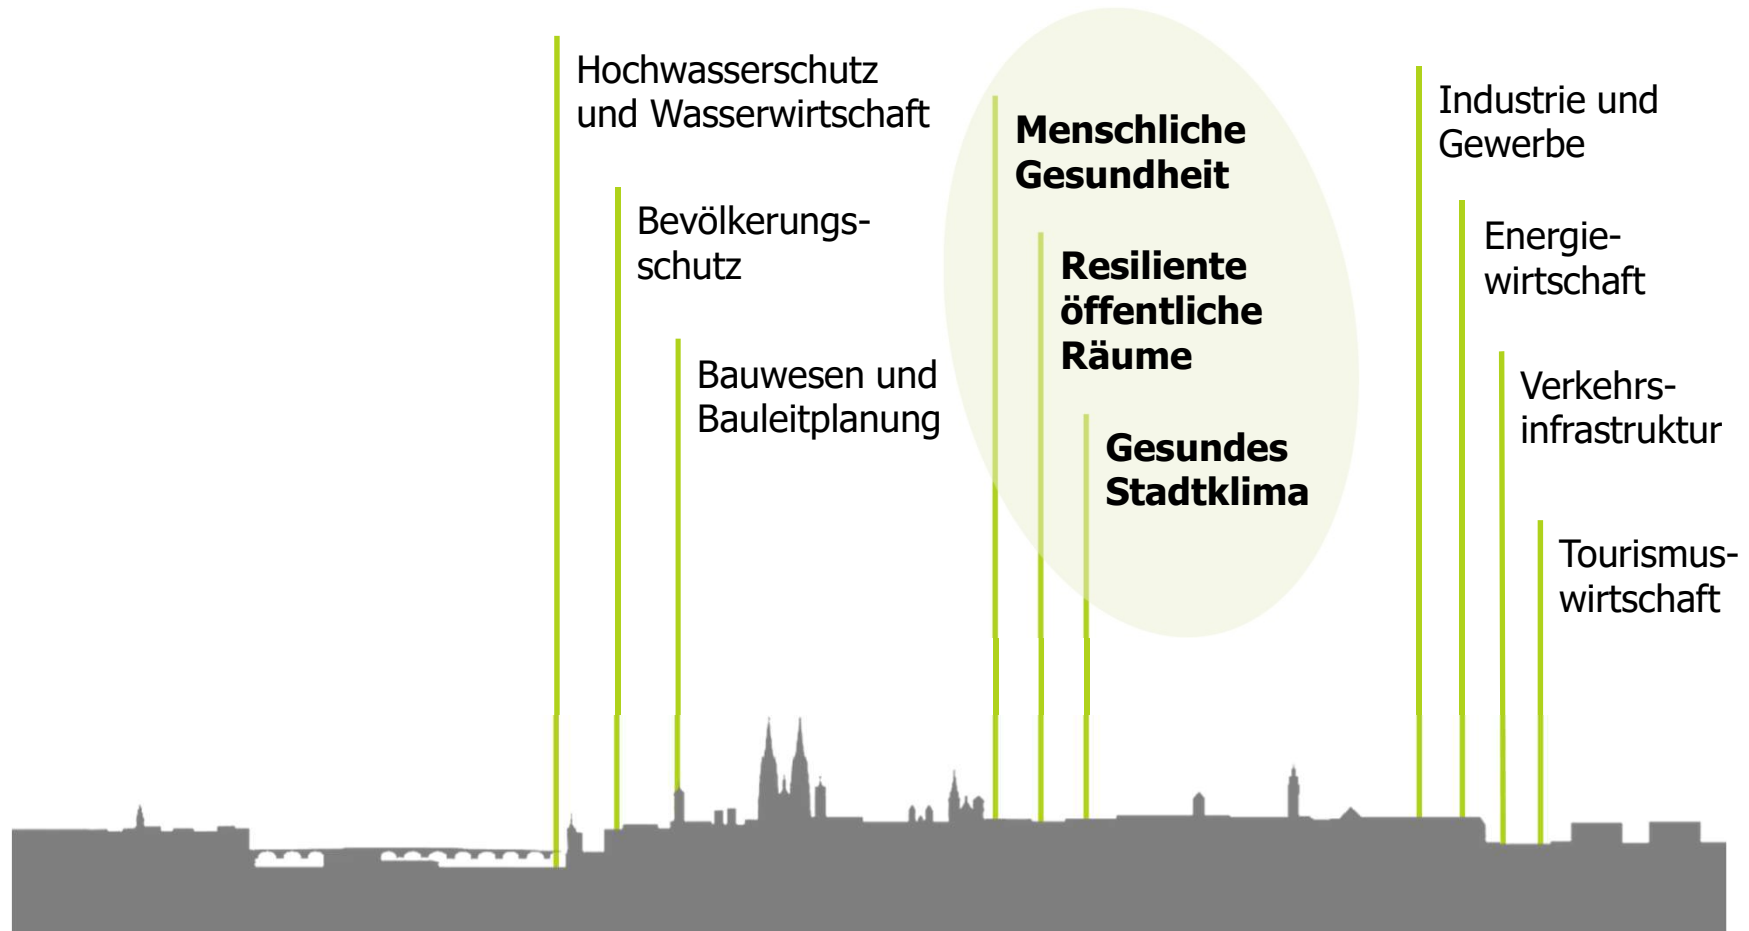 Hochwasserschutz
und Wasserwirtschaft
Bevölkerungs-
schutz
Bauwesen und
Bauleitplanung
Menschliche
Gesundheit
Resiliente
öffentliche
Räume
Gesundes
Stadtklima
Industrie und
Gewerbe
Energie-
wirtschaft
Verkehrs-
infrastruktur
Tourismus-
wirtschaft